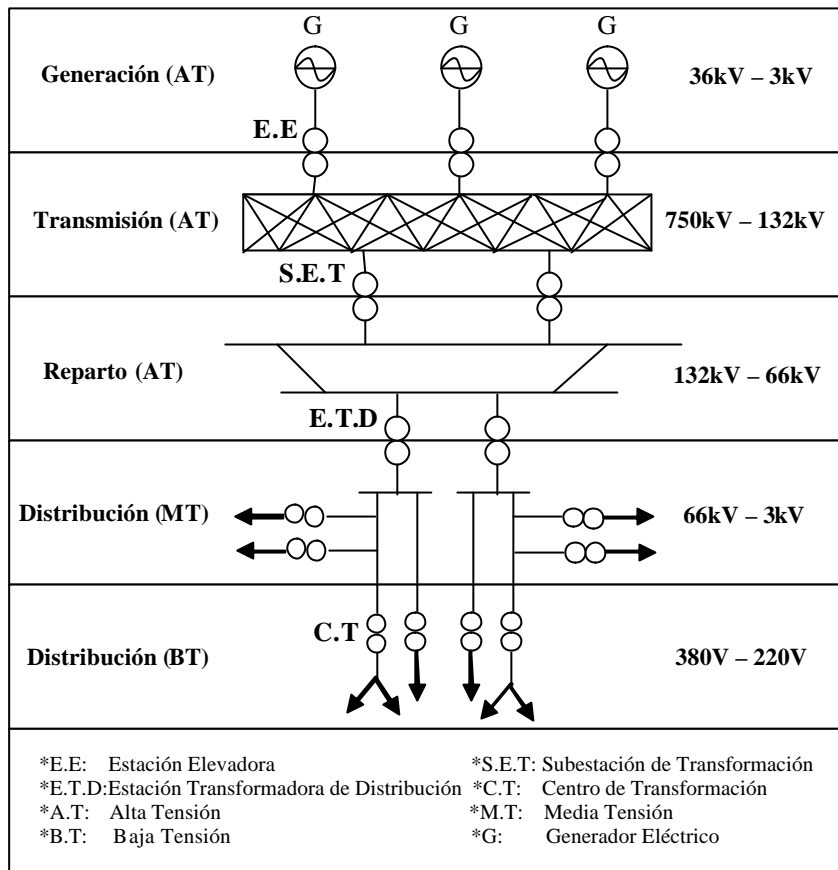 G G G
Generación (AT) 36kV – 3kV
E.E
Transmisión (AT) 750kV – 132kV
S.E.T
Reparto (AT) 132kV – 66kV
E.T.D
Distribución (MT) 66kV – 3kV
C.T
Distribución (BT) 380V – 220V
*E.E: Estación Elevadora *S.E.T: Subestación de Transformación
*E.T.D:Estación Transformadora de Distribución *C.T: Centro de Transformación
*A.T: Alta Tensión *M.T: Media Tensión
*B.T: Baja Tensión *G: Generador Eléctrico